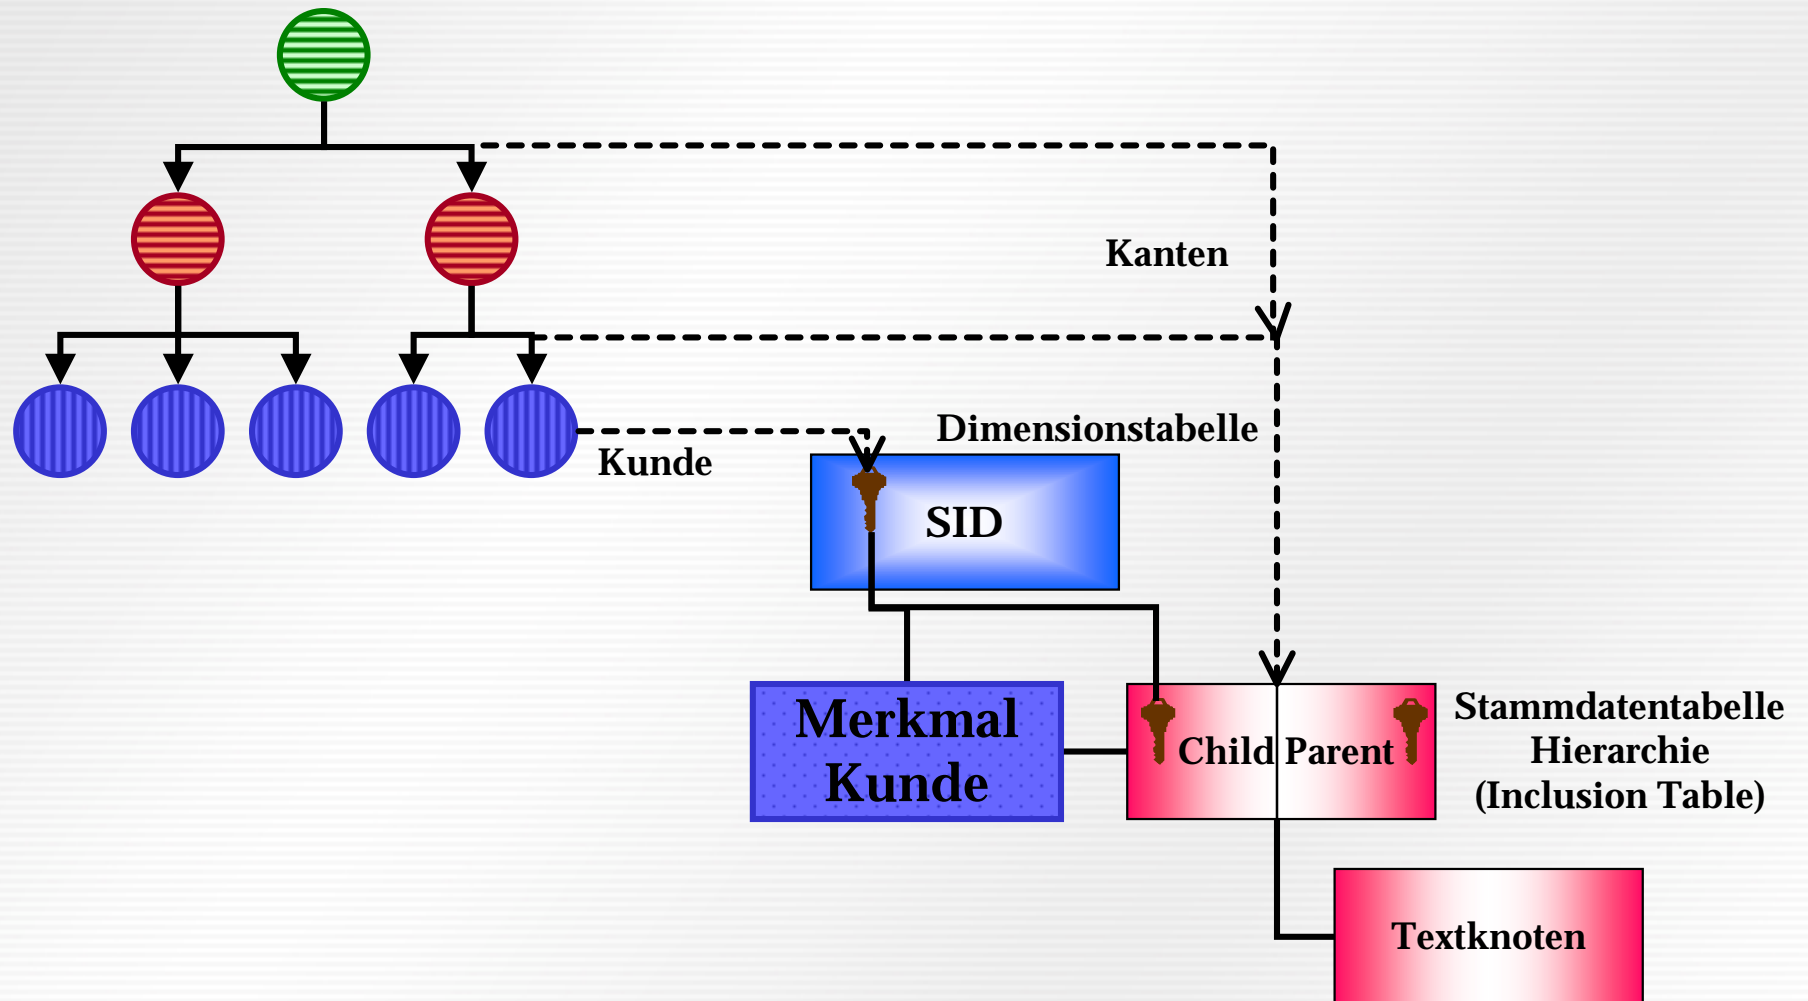 Kanten
Dimensionstabelle
Kunde
SID
Merkmal
Kunde
Child Parent
Stammdatentabelle
Hierarchie
(Inclusion Table)
Textknoten